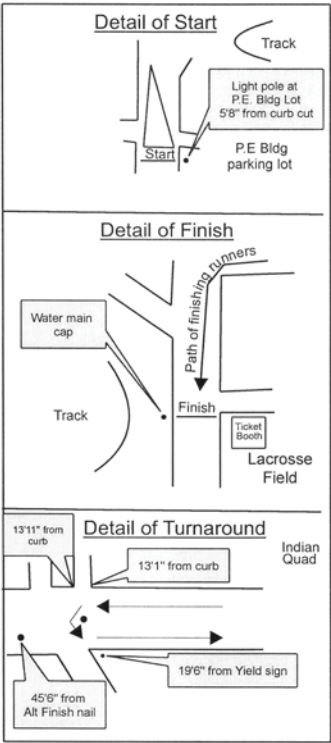 Detail of Start
Track
Light pole at
P.E. Bldg Lot
5'8" from curb cut
Start
P.E Bldg
parking lot
Detail of Finish
Path of finishing runners
Water main
cap
Track
Finish
Ticket
Booth
Lacrosse
Field
Detail of Turnaround
13'11" from
curb
Indian
Quad
13'1" from curb
19'6" from Yield sign
45'6" from
Alt Finish nail